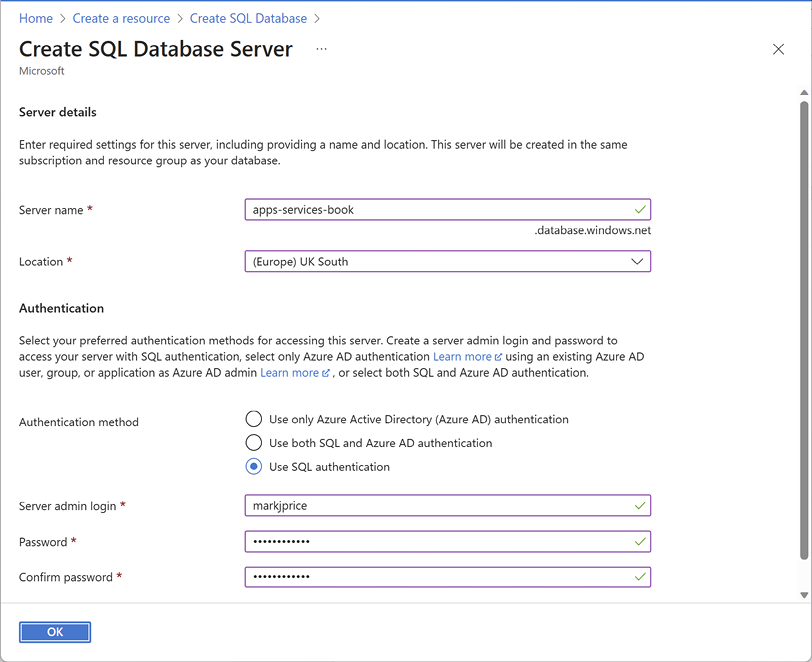 Home > Create a resource > Create SQL Database >
Create SQL Database Server ...
Microsoft
Server details
Enter required settings for this server, including providing a name and location. This server will be created in the same
subscription and resource group as your database.
Server name *
apps-services-book
.database.windows.net
Location *
(Europe) UK South
Authentication
Select your preferred authentication methods for accessing this server. Create a server admin login and password to
access your server with SQL authentication, select only Azure AD authentication Learn more using an existing Azure AD
user, group, or application as Azure AD admin Learn more , or select both SQL and Azure AD authentication.
Authentication method
Use only Azure Active Directory (Azure AD) authentication
Use both SQL and Azure AD authentication
Use SQL authentication
Server admin login *
markjprice
Password *
••••••••••••
Confirm password *
••••••••••••
OK